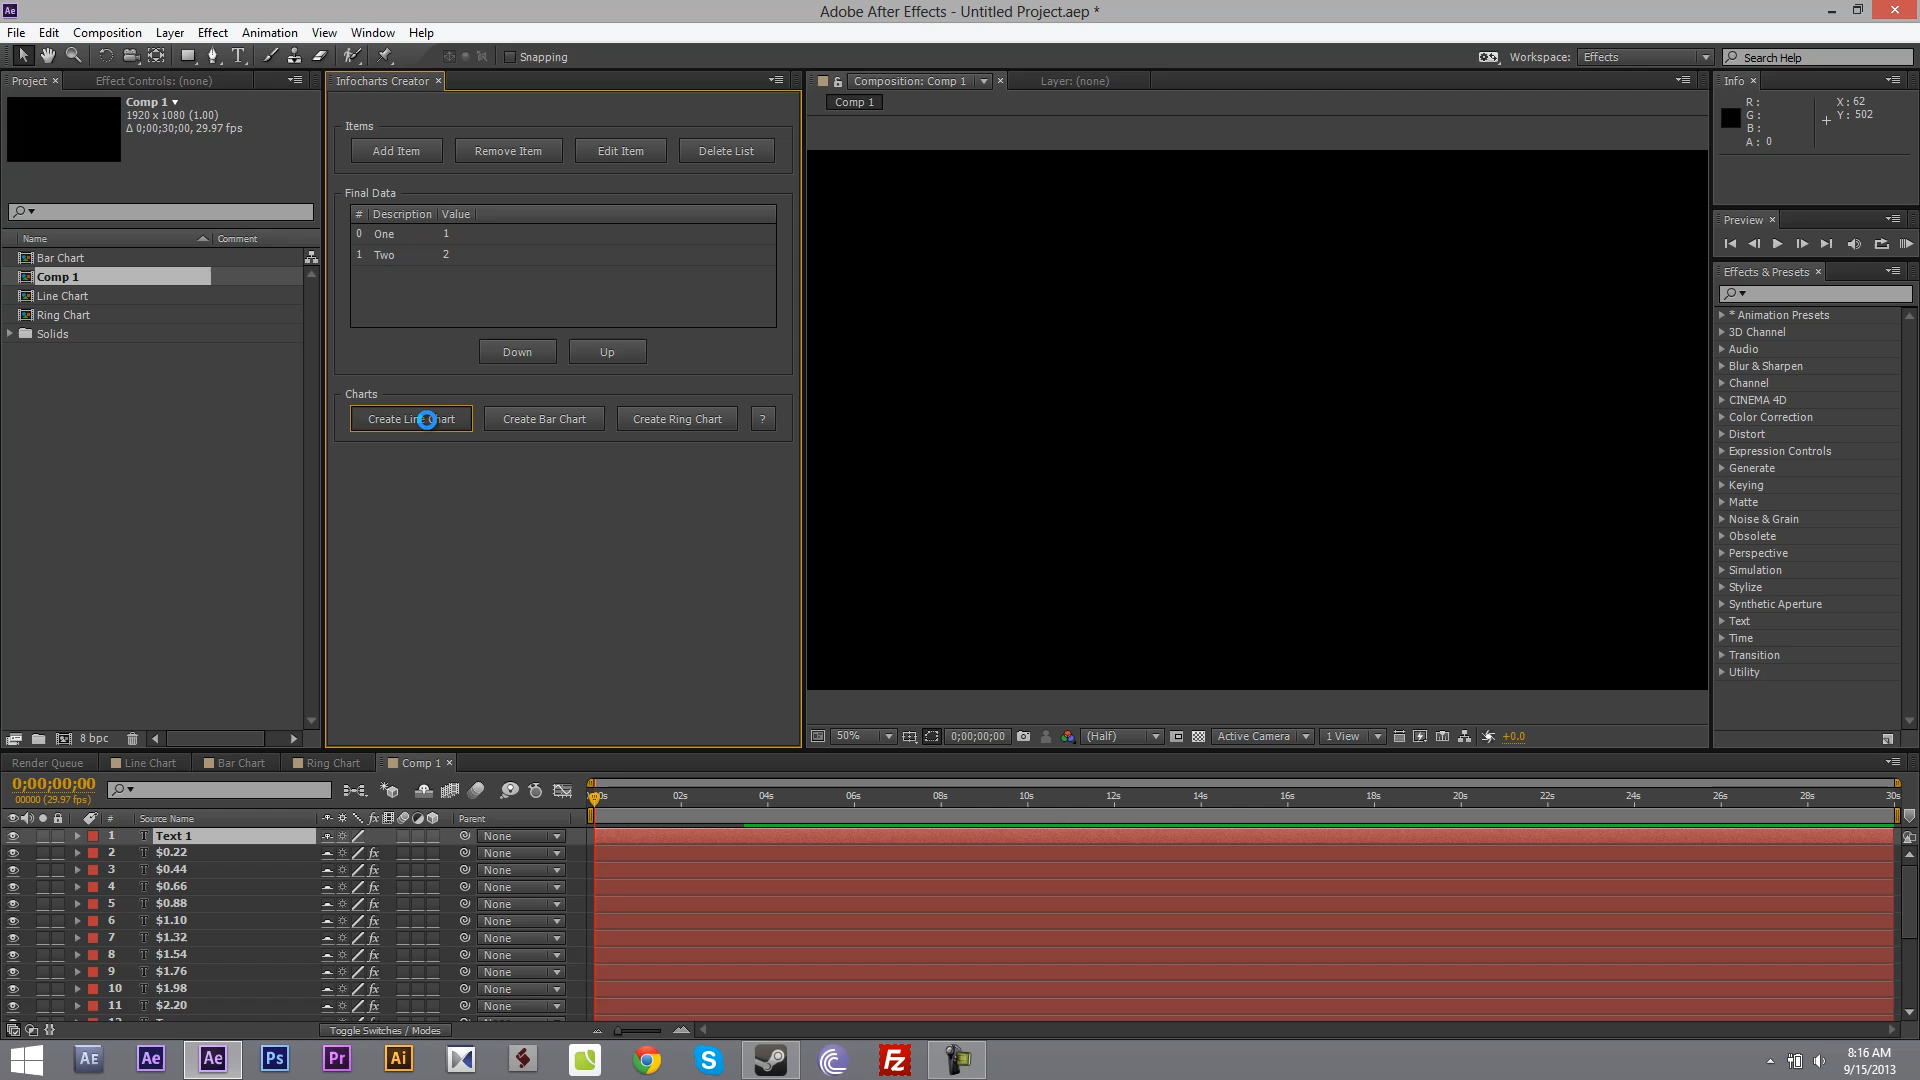 Ae
Adobe After Effects - Untitled Project.aep *
File Edit Composition Layer Effect Animation View Window Help
T Snapping Workspace: Effects Search Help
Project × Effect Controls: (none)
Comp 1
1920 x 1080 (1.00)
Δ 0;00;30;00, 29.97 fps
Name Comment
Bar Chart
Comp 1
Line Chart
Ring Chart
Solids
8 bpc
Infocharts Creator ×
Items
Add Item Remove Item Edit Item Delete List
Final Data
# Description Value
0 One 1
1 Two 2
Down Up
Charts
Create Line Chart Create Bar Chart Create Ring Chart ?
Composition: Comp 1 × Layer: (none)
Comp 1
50% 0;00;00;00 (Half) Active Camera 1 View +0.0
Info ×
R :
G :
B :
A : 0
X : 62
Y : 502
Preview ×
Effects & Presets ×
* Animation Presets
3D Channel
Audio
Blur & Sharpen
Channel
CINEMA 4D
Color Correction
Distort
Expression Controls
Generate
Keying
Matte
Noise & Grain
Obsolete
Perspective
Simulation
Stylize
Synthetic Aperture
Text
Time
Transition
Utility
Render Queue Line Chart Bar Chart Ring Chart Comp 1 ×
0;00;00;00
00000 (29.97 fps)
02s 04s 06s 08s 10s 12s 14s 16s 18s 20s 22s 24s 26s 28s 30s
# Source Name Parent
1 T Text 1 None
2 T $0.22 fx None
3 T $0.44 fx None
4 T $0.66 fx None
5 T $0.88 fx None
6 T $1.10 fx None
7 T $1.32 fx None
8 T $1.54 fx None
9 T $1.76 fx None
10 T $1.98 fx None
11 T $2.20 fx None
Toggle Switches / Modes
AE Ae Ae Ps Pr Ai S Fz
8:16 AM
9/15/2013